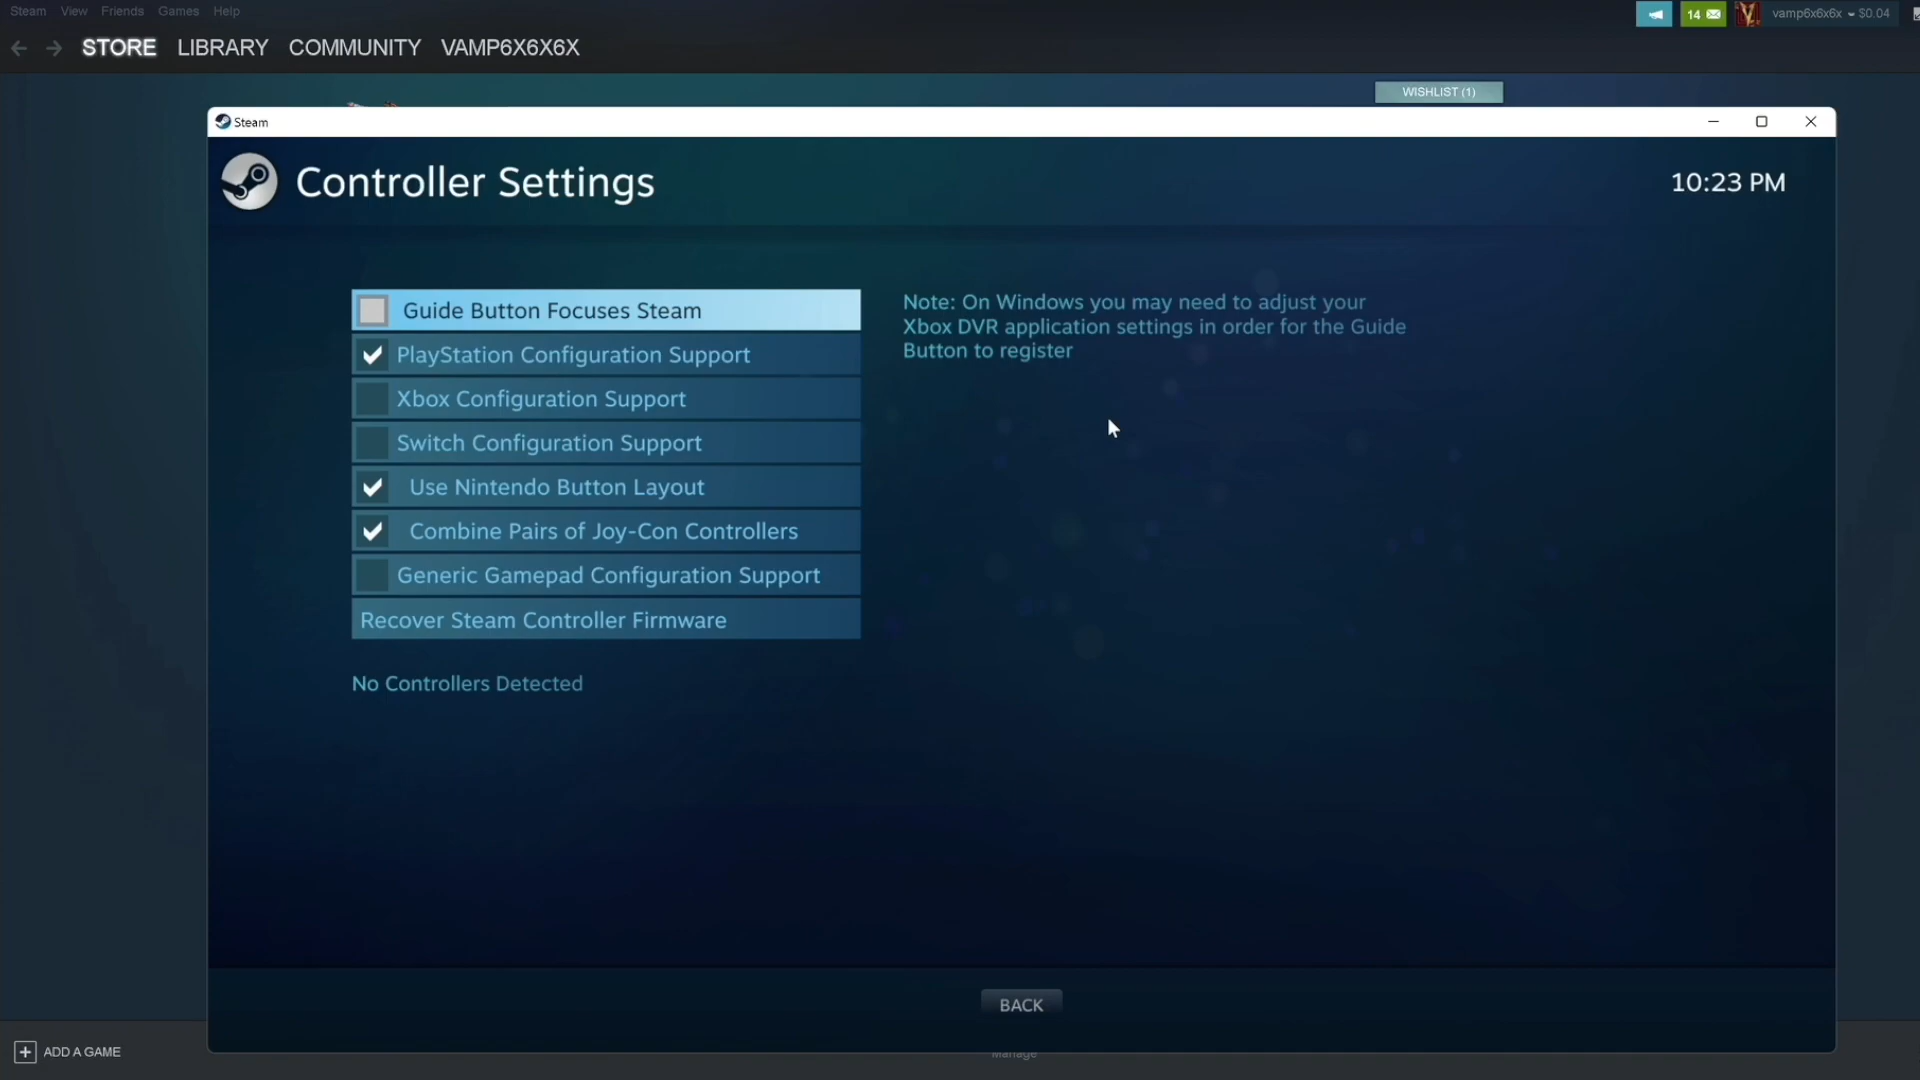 Steam View Friends Games Help
14 vamp6x6x6x $0.04
STORE LIBRARY COMMUNITY VAMP6X6X6X
WISHLIST (1)
Steam
Controller Settings
10:23 PM
Guide Button Focuses Steam
PlayStation Configuration Support
Xbox Configuration Support
Switch Configuration Support
Use Nintendo Button Layout
Combine Pairs of Joy-Con Controllers
Generic Gamepad Configuration Support
Recover Steam Controller Firmware
No Controllers Detected
Note: On Windows you may need to adjust your
Xbox DVR application settings in order for the Guide
Button to register
BACK
ADD A GAME
Manage